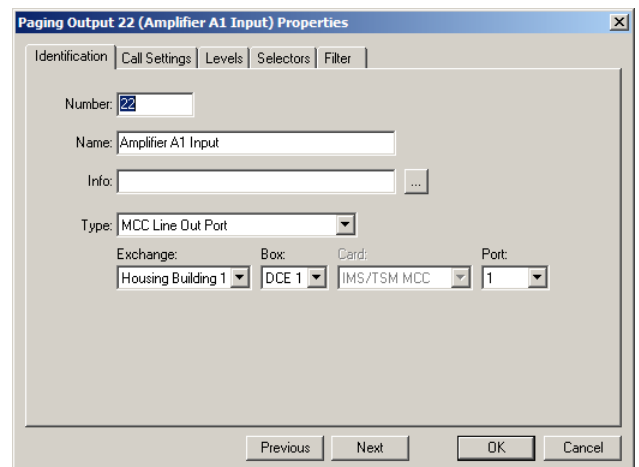 Paging Output 22 (Amplifier A1 Input) Properties
Identification Call Settings Levels Selectors Filter
Number: 22
Name: Amplifier A1 Input
Info: ...
Type: MCC Line Out Port
Exchange: Box: Card: Port:
Housing Building 1 DCE 1 IMS/TSM MCC 1
Previous Next OK Cancel